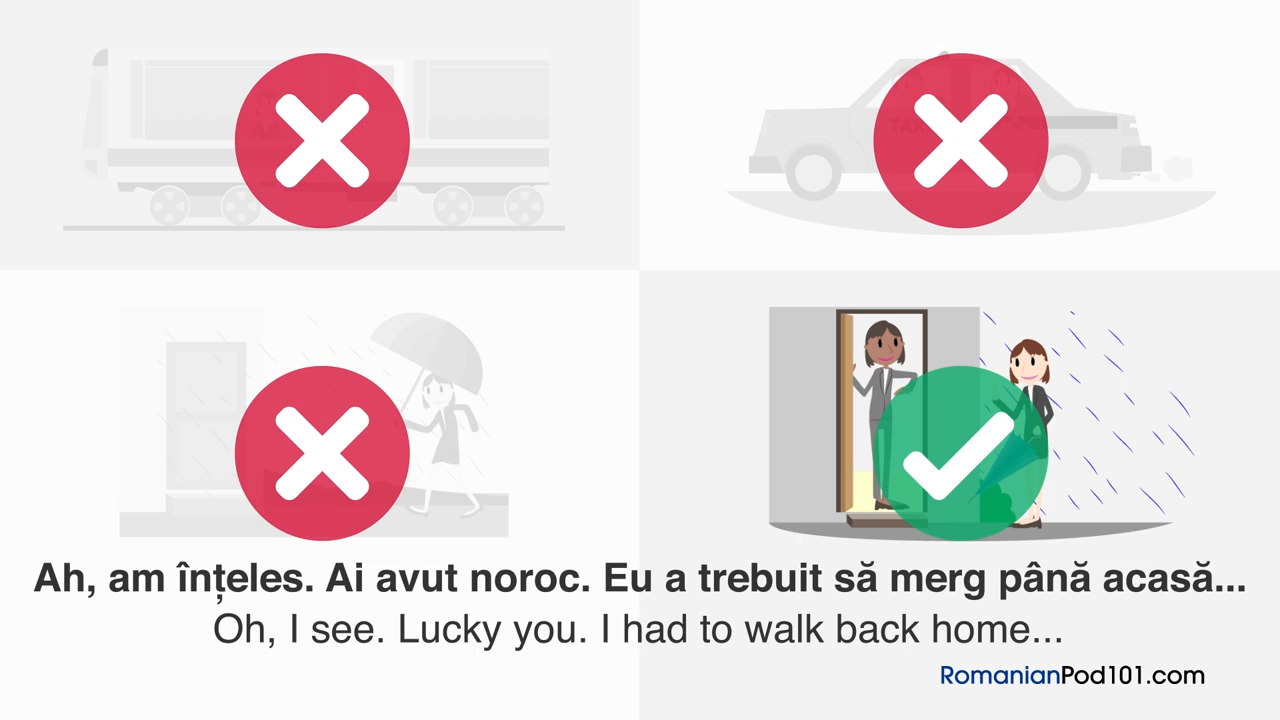 TAXI
Ah, am înțeles. Ai avut noroc. Eu a trebuit să merg până acasă...
Oh, I see. Lucky you. I had to walk back home...
RomanianPod101.com